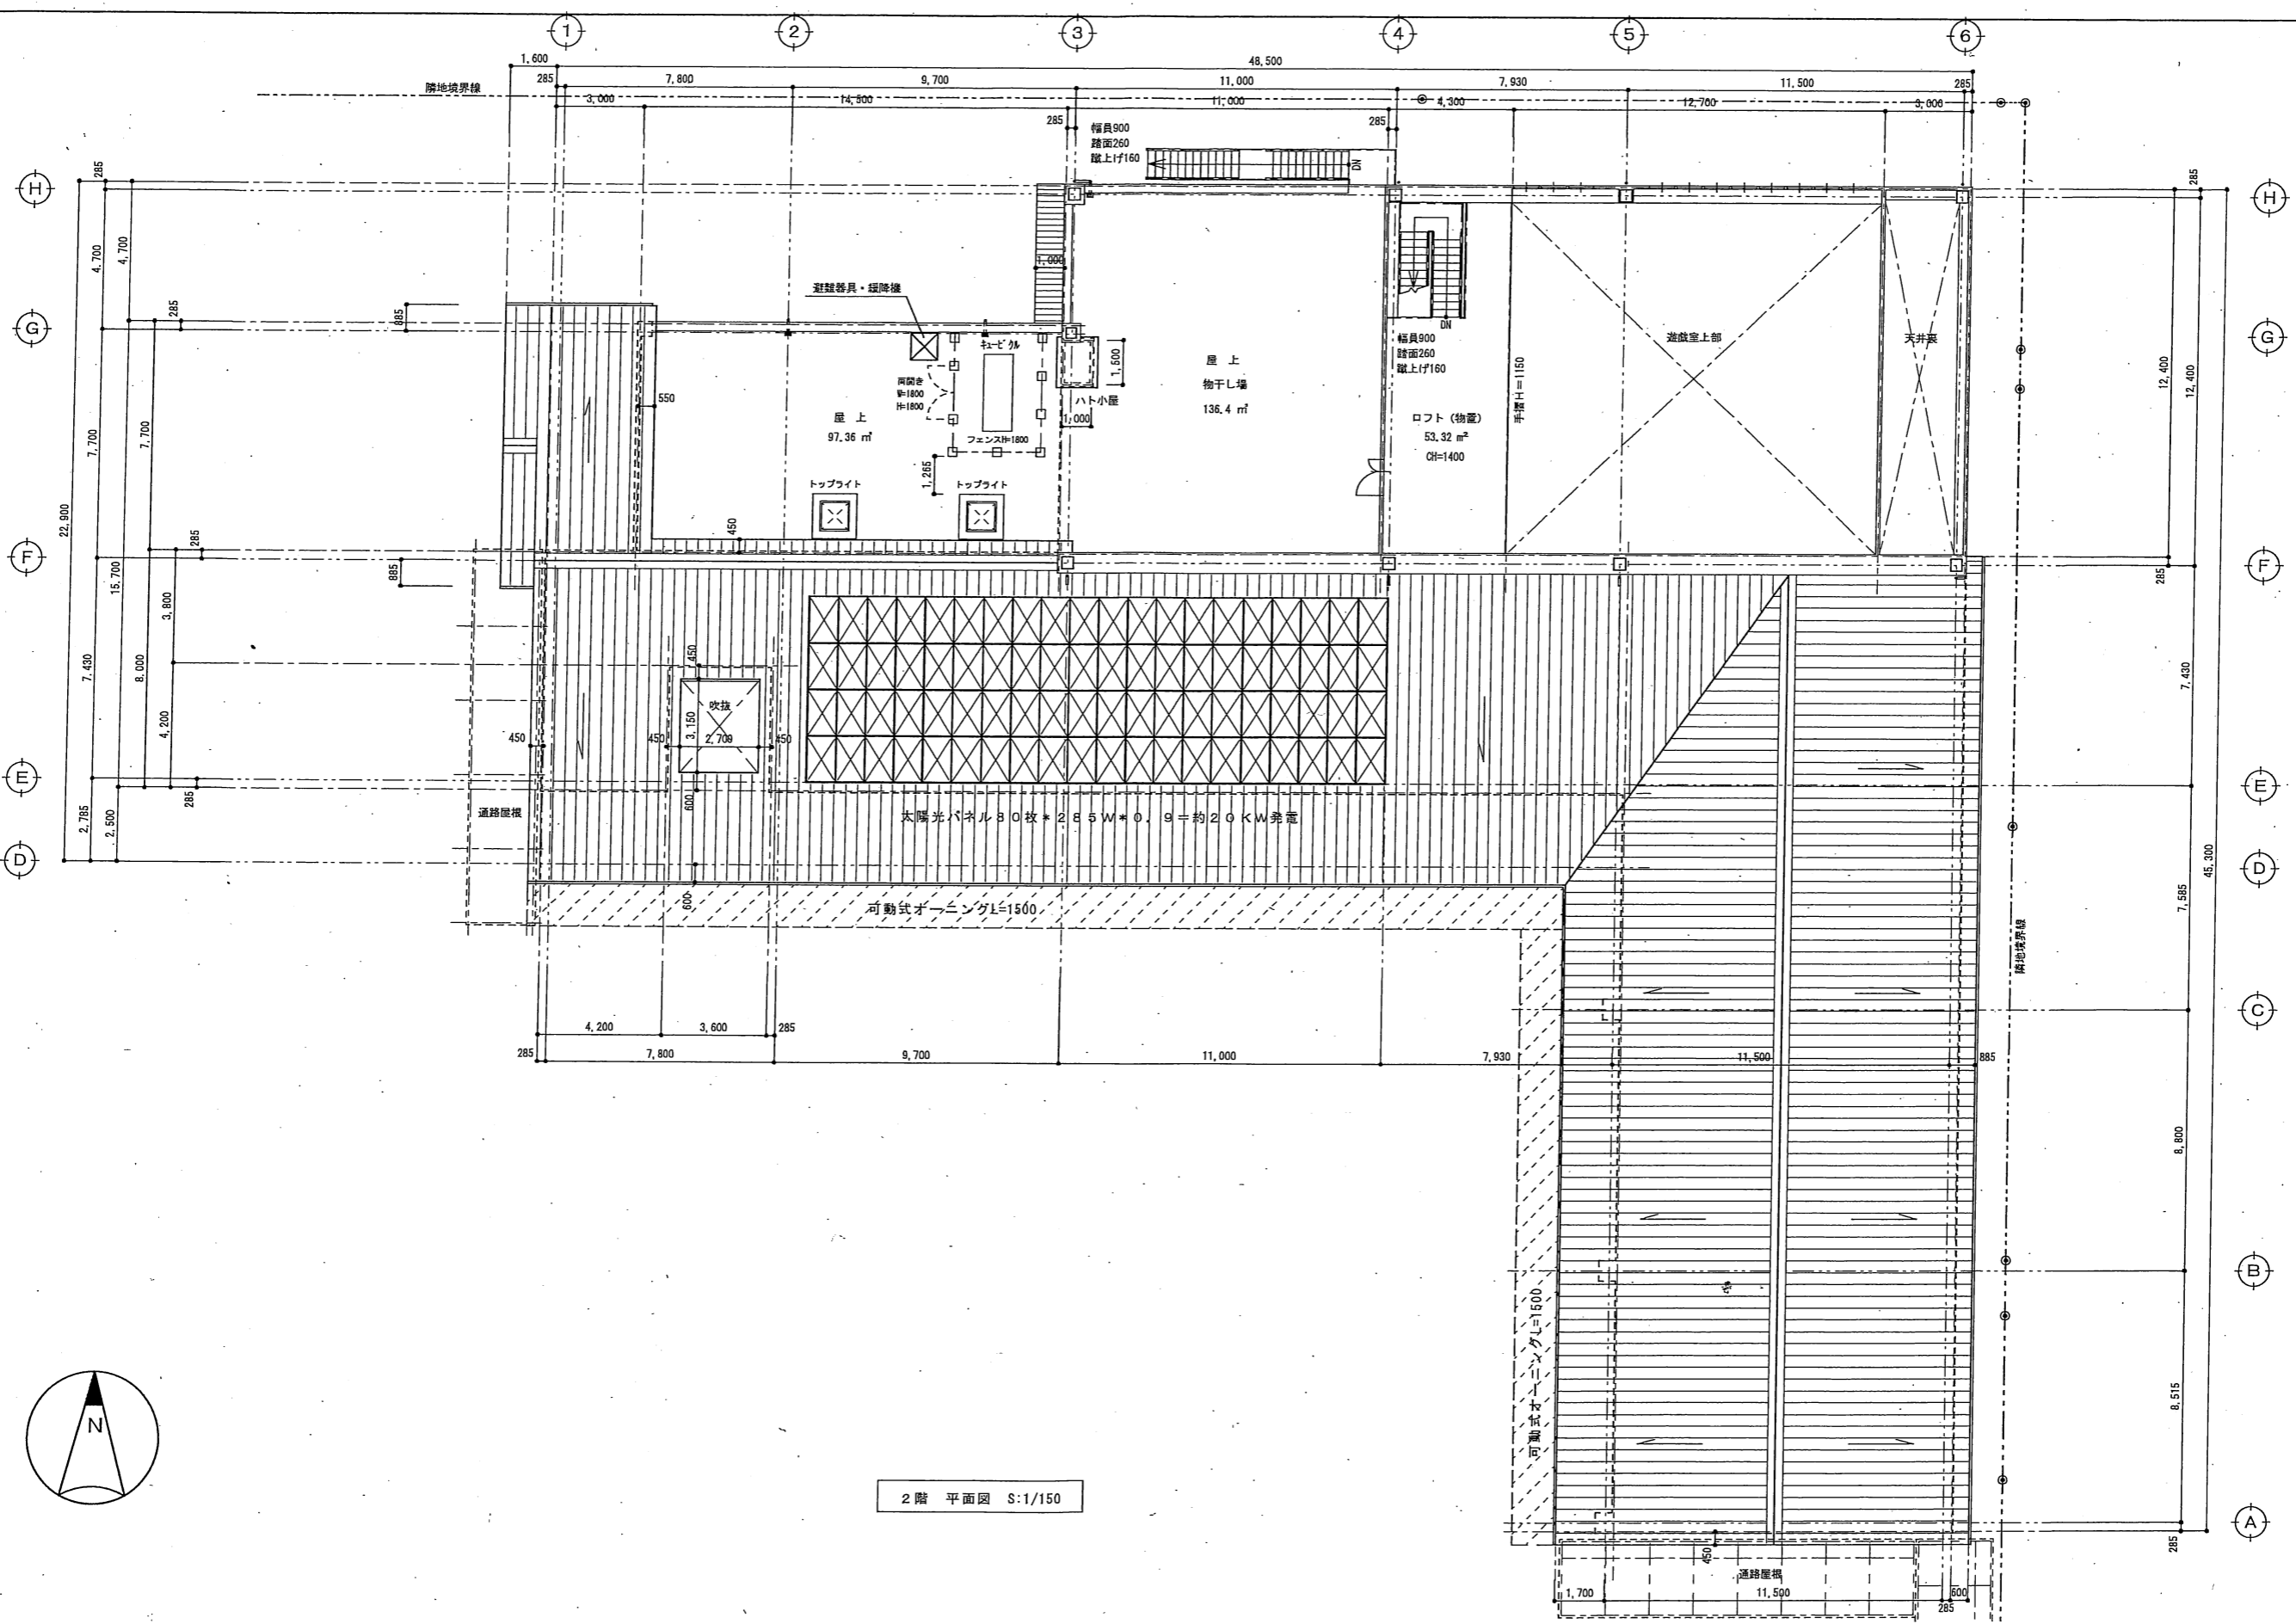 1 2 3 4 5 6
1,600 48,500
285 7,800 9,700 11,000 7,930 11,500 285
隣地境界線
3,000 14,500 11,000 4,300 12,700 3,000
285 285
幅員900
踏面260
蹴上げ160
DN
H H
285 285
4,700 4,700
1,000
避難器具・緩降機
G G
285 885
キュービクル
両開き
W=1800
H=1800
フェンスH=1800
1,500
ハト小屋
1,000
屋上
物干し場
136.4 ㎡
DN
幅員900
踏面260
蹴上げ160
手摺H=1150
遊戯室上部
天井裏
12,400 12,400
550
屋上
97.36 ㎡
ロフト(物置)
53.32 m²
CH=1400
7,700 7,700
1,265
トップライト トップライト
450
22,900
F F
285 885 285
15,700
3,800
7,430 8,000
450
吹抜
3,150
450 450 2,700 450
4,200
7,430
E E
285
600
通路屋根
太陽光パネル80枚*285W*0.9=約20KW発電
2,785 2,500
D D
600
可動式オーニングL=1500
7,585
45,300
隣地境界線
C
4,200 3,600 285
285 7,800 9,700 11,000 7,930 11,500 885
8,800
B
可動式オーニングL=1500
8,515
N
2階 平面図 S:1/150
A
285
450
通路屋根
1,700 11,500 600
285